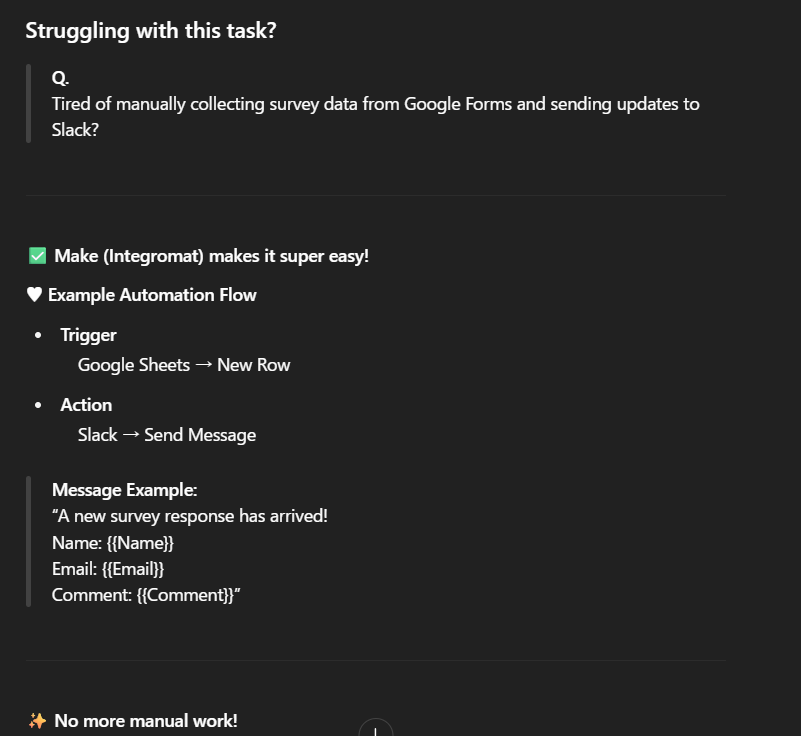 Struggling with this task?
Q.
Tired of manually collecting survey data from Google Forms and sending updates to
Slack?
✅ Make (Integromat) makes it super easy!
♥ Example Automation Flow
• Trigger
Google Sheets → New Row
• Action
Slack → Send Message
Message Example:
“A new survey response has arrived!
Name: {{Name}}
Email: {{Email}}
Comment: {{Comment}}”
✨ No more manual work!